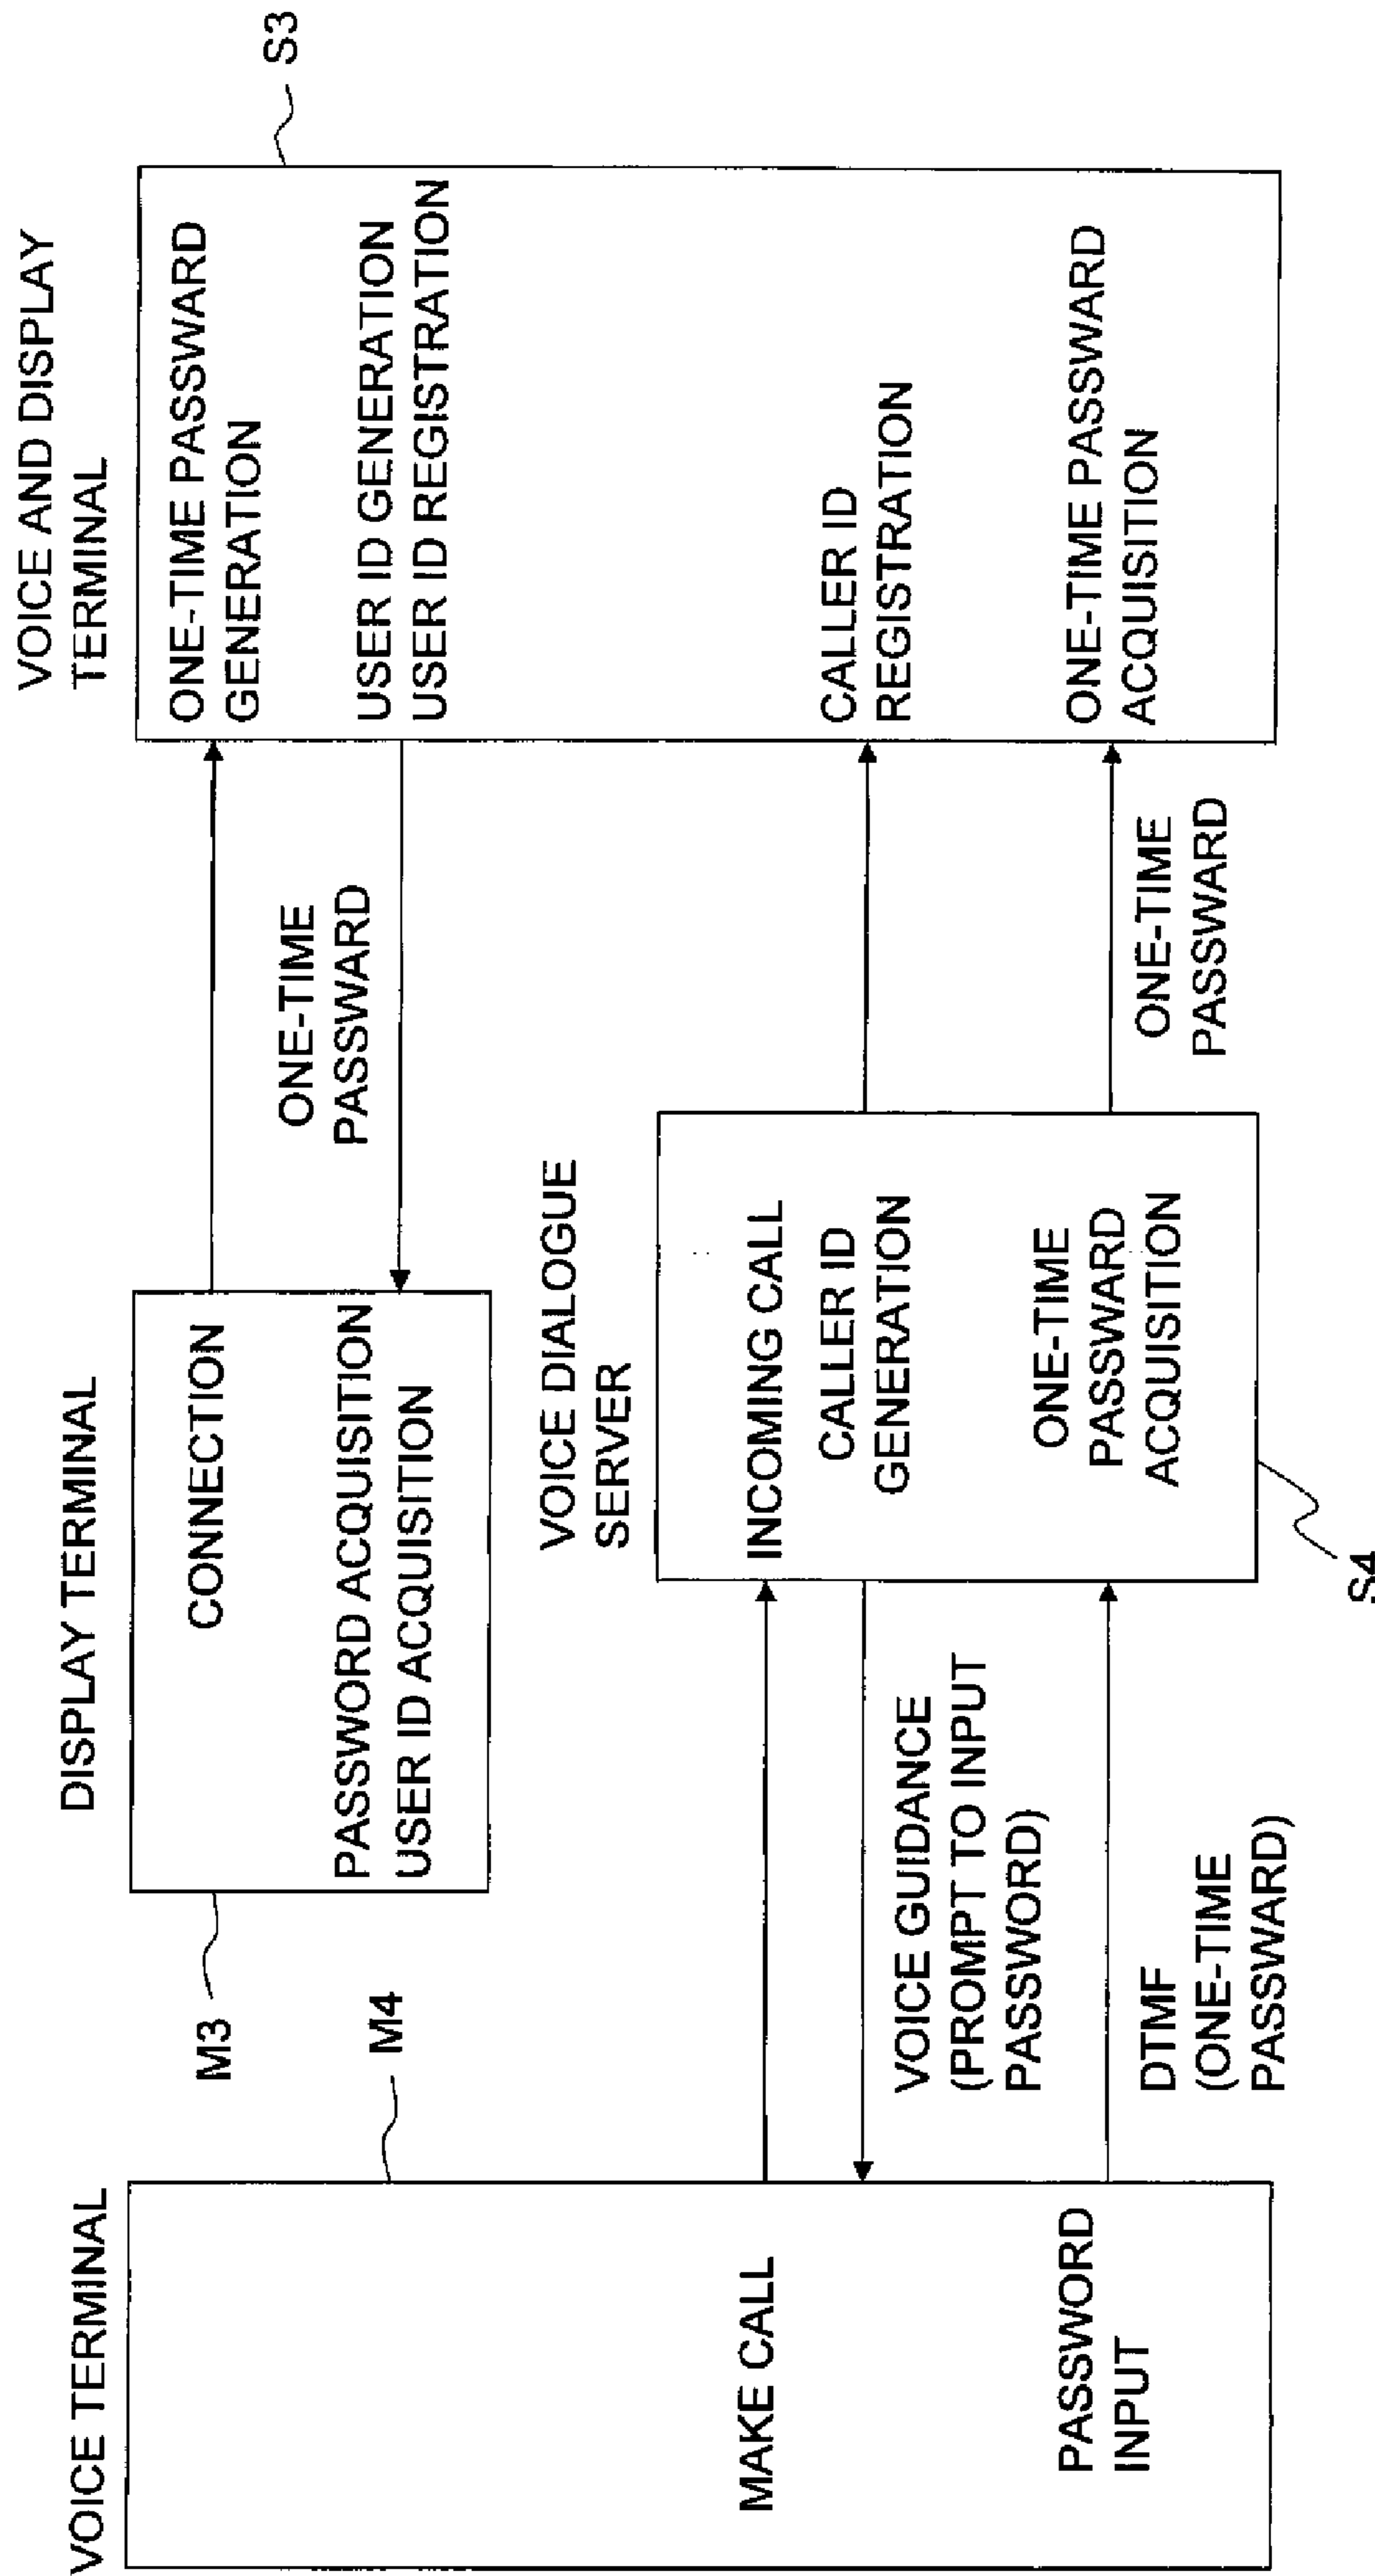 VOICE TERMINAL
M4
MAKE CALL
PASSWORD
INPUT
DISPLAY TERMINAL
M3
CONNECTION
PASSWORD ACQUISITION
USER ID ACQUISITION
VOICE GUIDANCE
(PROMPT TO INPUT
PASSWORD)
DTMF
(ONE-TIME
PASSWARD)
VOICE DIALOGUE
SERVER
INCOMING CALL
CALLER ID
GENERATION
ONE-TIME
PASSWARD
ACQUISITION
S4
ONE-TIME
PASSWARD
ONE-TIME
PASSWARD
VOICE AND DISPLAY
TERMINAL
S3
ONE-TIME PASSWARD
GENERATION
USER ID GENERATION
USER ID REGISTRATION
CALLER ID
REGISTRATION
ONE-TIME PASSWARD
ACQUISITION